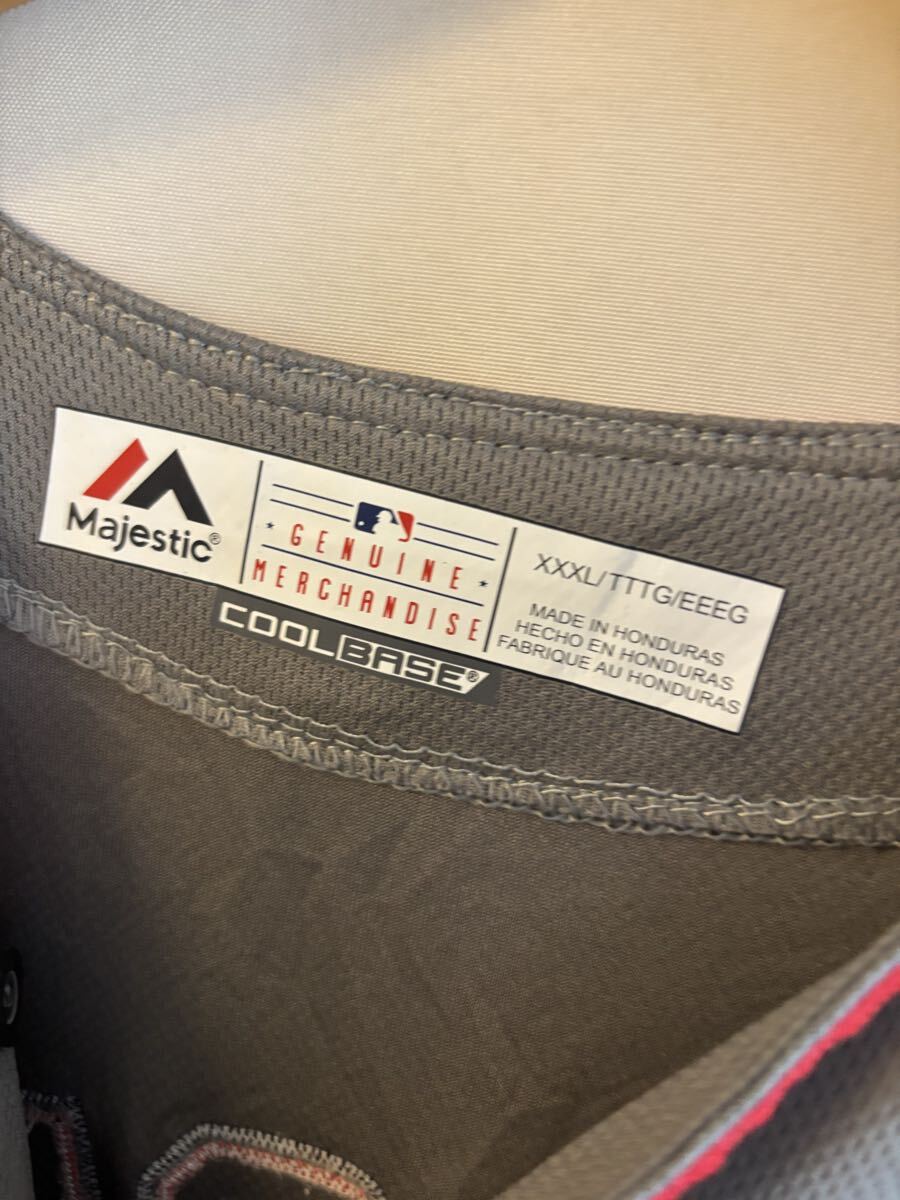 Majestic®
GENUINE
MERCHANDISE
COOLBASE®
XXXL/TTTG/EEEG
MADE IN HONDURAS
HECHO EN HONDURAS
FABRIQUE AU HONDURAS